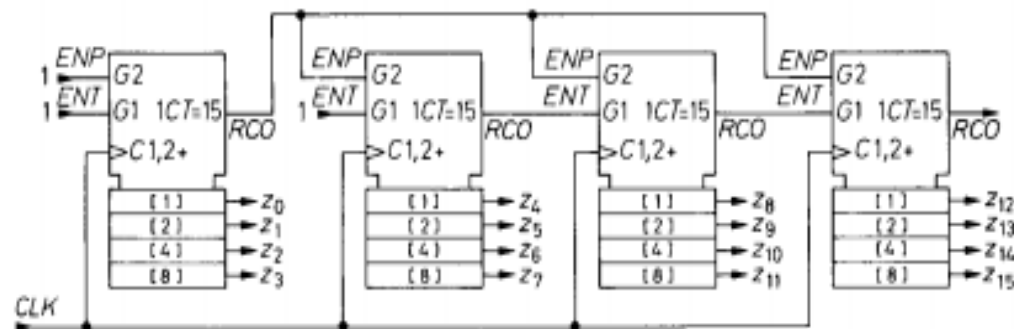 ENP ENP ENP ENP
1 G2 G2 G2 G2
ENT ENT ENT ENT
1 G1 1CT=15 1 G1 1CT=15 G1 1CT=15 G1 1CT=15
RCO RCO RCO RCO
C1,2+ C1,2+ C1,2+ C1,2+
[1] z0 [1] z4 [1] z8 [1] z12
[2] z1 [2] z5 [2] z9 [2] z13
[4] z2 [4] z6 [4] z10 [4] z14
[8] z3 [8] z7 [8] z11 [8] z15
CLK